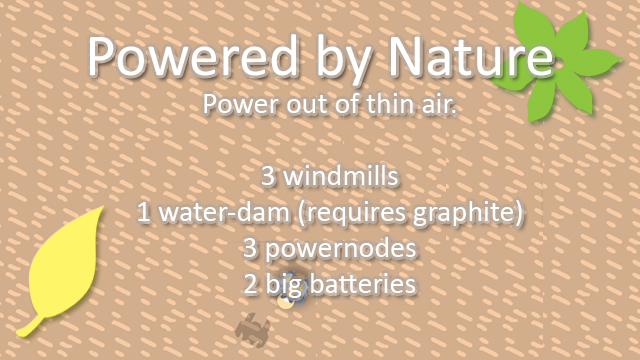 Powered by Nature
Power out of thin air.
3 windmills
1 water-dam (requires graphite)
3 powernodes
2 big batteries